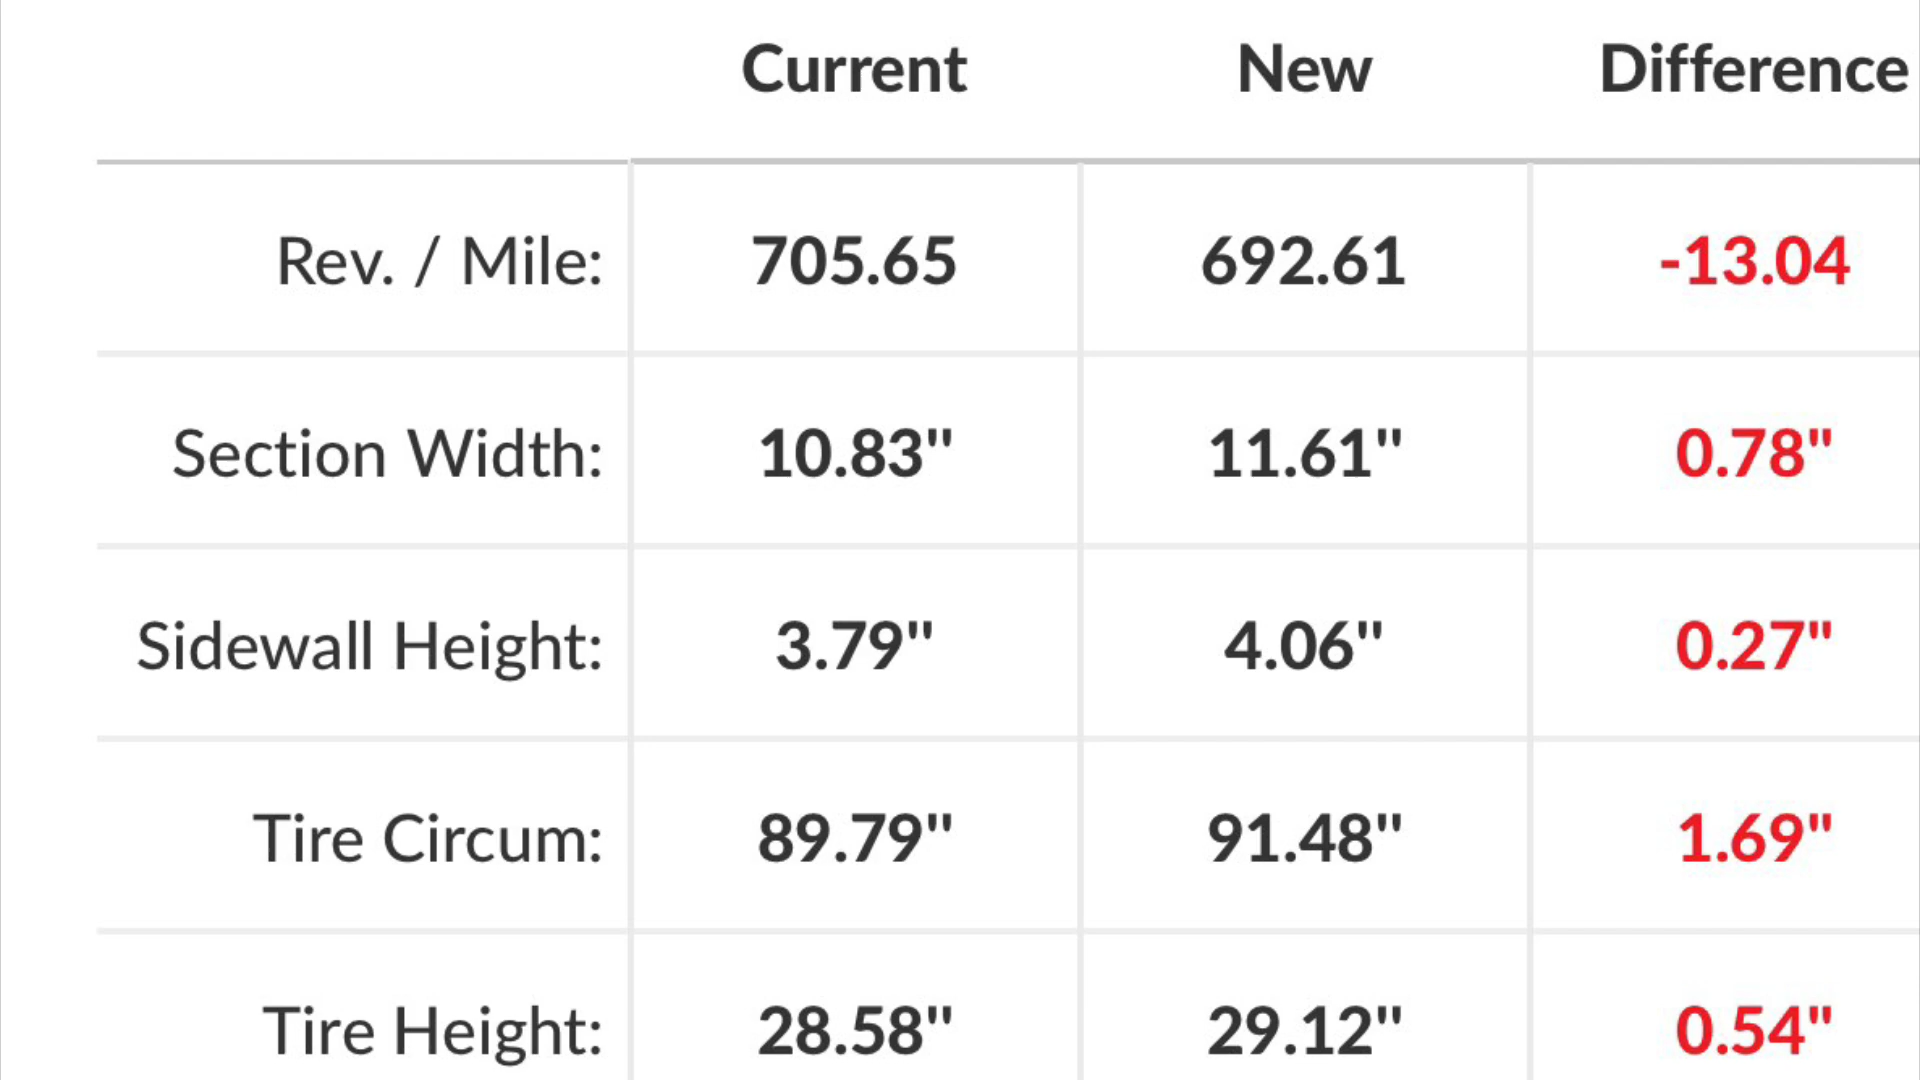 Current New Difference
Rev. / Mile: 705.65 692.61 -13.04
Section Width: 10.83" 11.61" 0.78"
Sidewall Height: 3.79" 4.06" 0.27"
Tire Circum: 89.79" 91.48" 1.69"
Tire Height: 28.58" 29.12" 0.54"